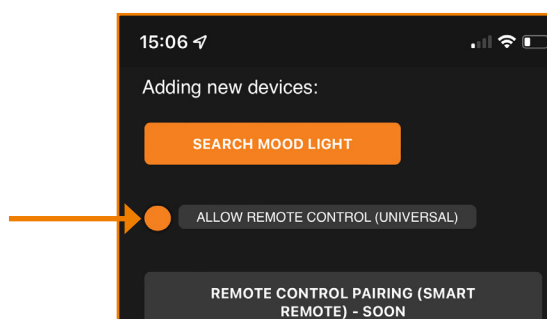 15:06
Adding new devices:
SEARCH MOOD LIGHT
ALLOW REMOTE CONTROL (UNIVERSAL)
REMOTE CONTROL PAIRING (SMART
REMOTE) - SOON